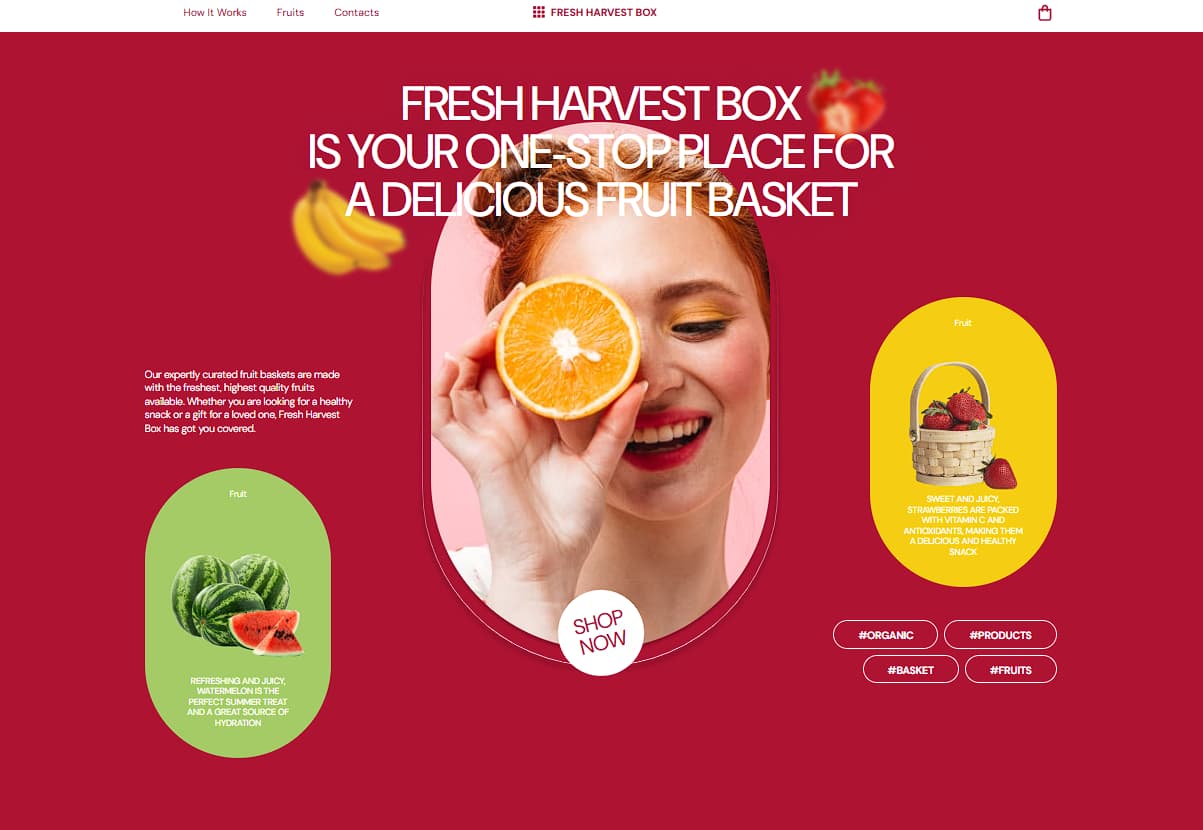 How It Works
Fruits
Contacts
FRESH HARVEST BOX
FRESH HARVEST BOX
IS YOUR ONE-STOP PLACE FOR
A DELICIOUS FRUIT BASKET
Our expertly curated fruit baskets are made
with the freshest, highest quality fruits
available. Whether you are looking for a healthy
snack or a gift for a loved one, Fresh Harvest
Box has got you covered.
Fruit
REFRESHING AND JUICY,
WATERMELON IS THE
PERFECT SUMMER TREAT
AND A GREAT SOURCE OF
HYDRATION
SHOP
NOW
Fruit
SWEET AND JUICY,
STRAWBERRIES ARE PACKED
WITH VITAMIN C AND
ANTIOXIDANTS, MAKING THEM
A DELICIOUS AND HEALTHY
SNACK
#ORGANIC
#PRODUCTS
#BASKET
#FRUITS